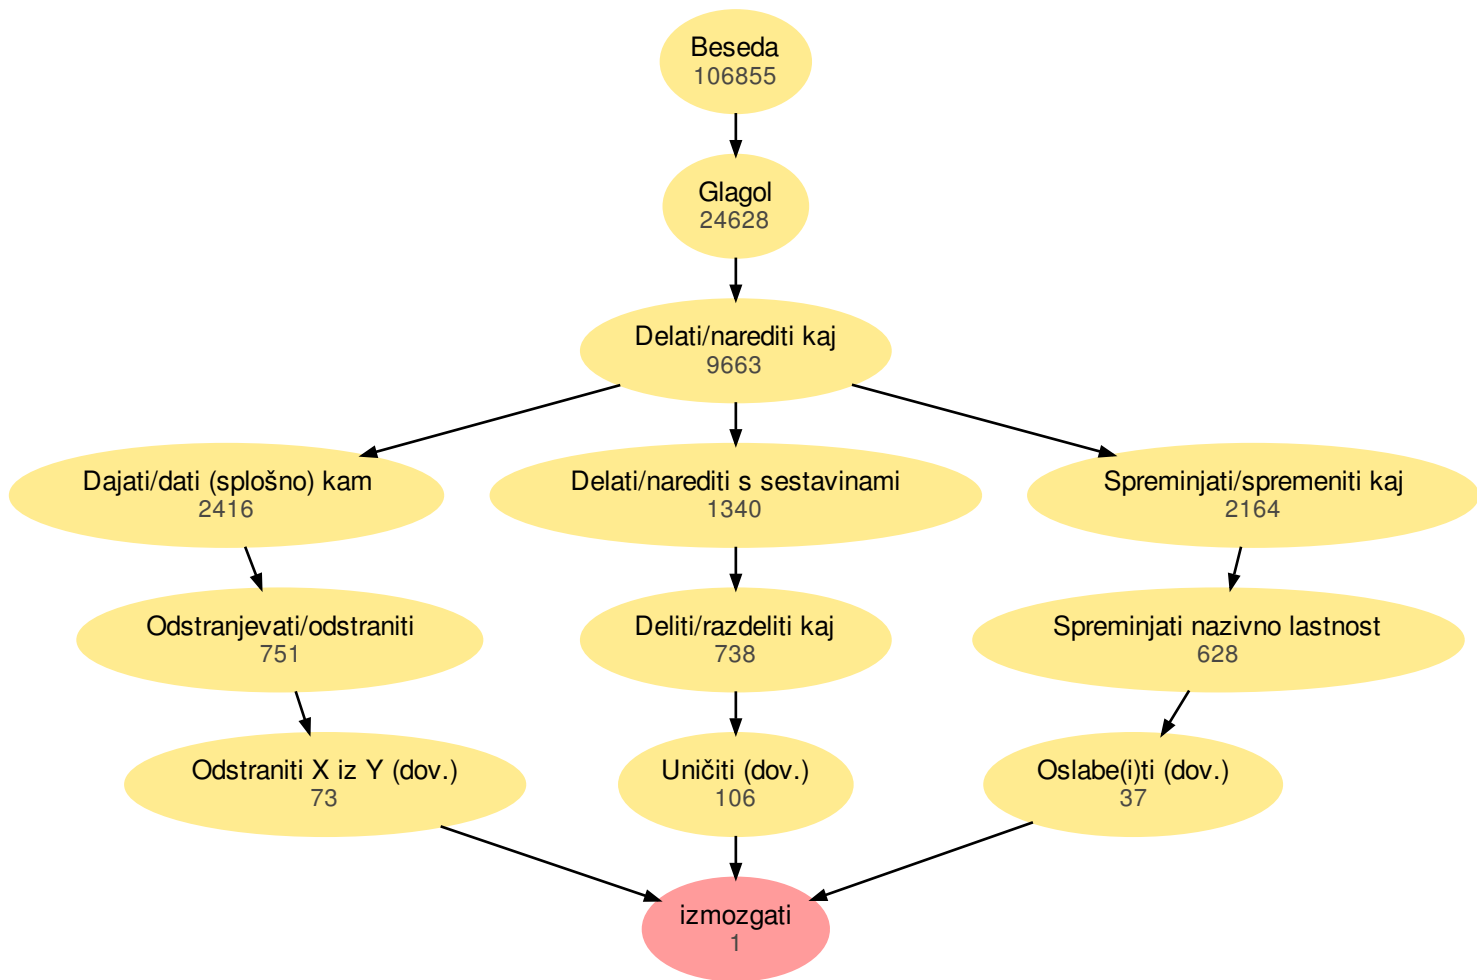 Beseda
106855
Glagol
24628
Delati/narediti kaj
9663
Dajati/dati (splošno) kam
2416
Delati/narediti s sestavinami
1340
Spreminjati/spremeniti kaj
2164
Odstranjevati/odstraniti
751
Deliti/razdeliti kaj
738
Spreminjati nazivno lastnost
628
Odstraniti X iz Y (dov.)
73
Uničiti (dov.)
106
Oslabe(i)ti (dov.)
37
izmozgati
1